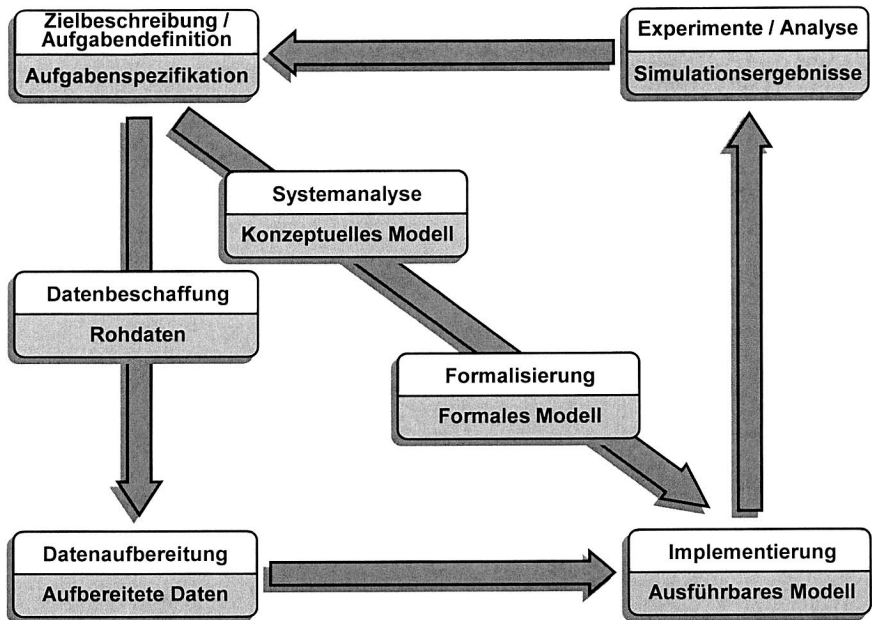 Zielbeschreibung /
Aufgabendefinition
Aufgabenspezifikation
Experimente / Analyse
Simulationsergebnisse
Systemanalyse
Konzeptuelles Modell
Datenbeschaffung
Rohdaten
Formalisierung
Formales Modell
Datenaufbereitung
Aufbereitete Daten
Implementierung
Ausführbares Modell